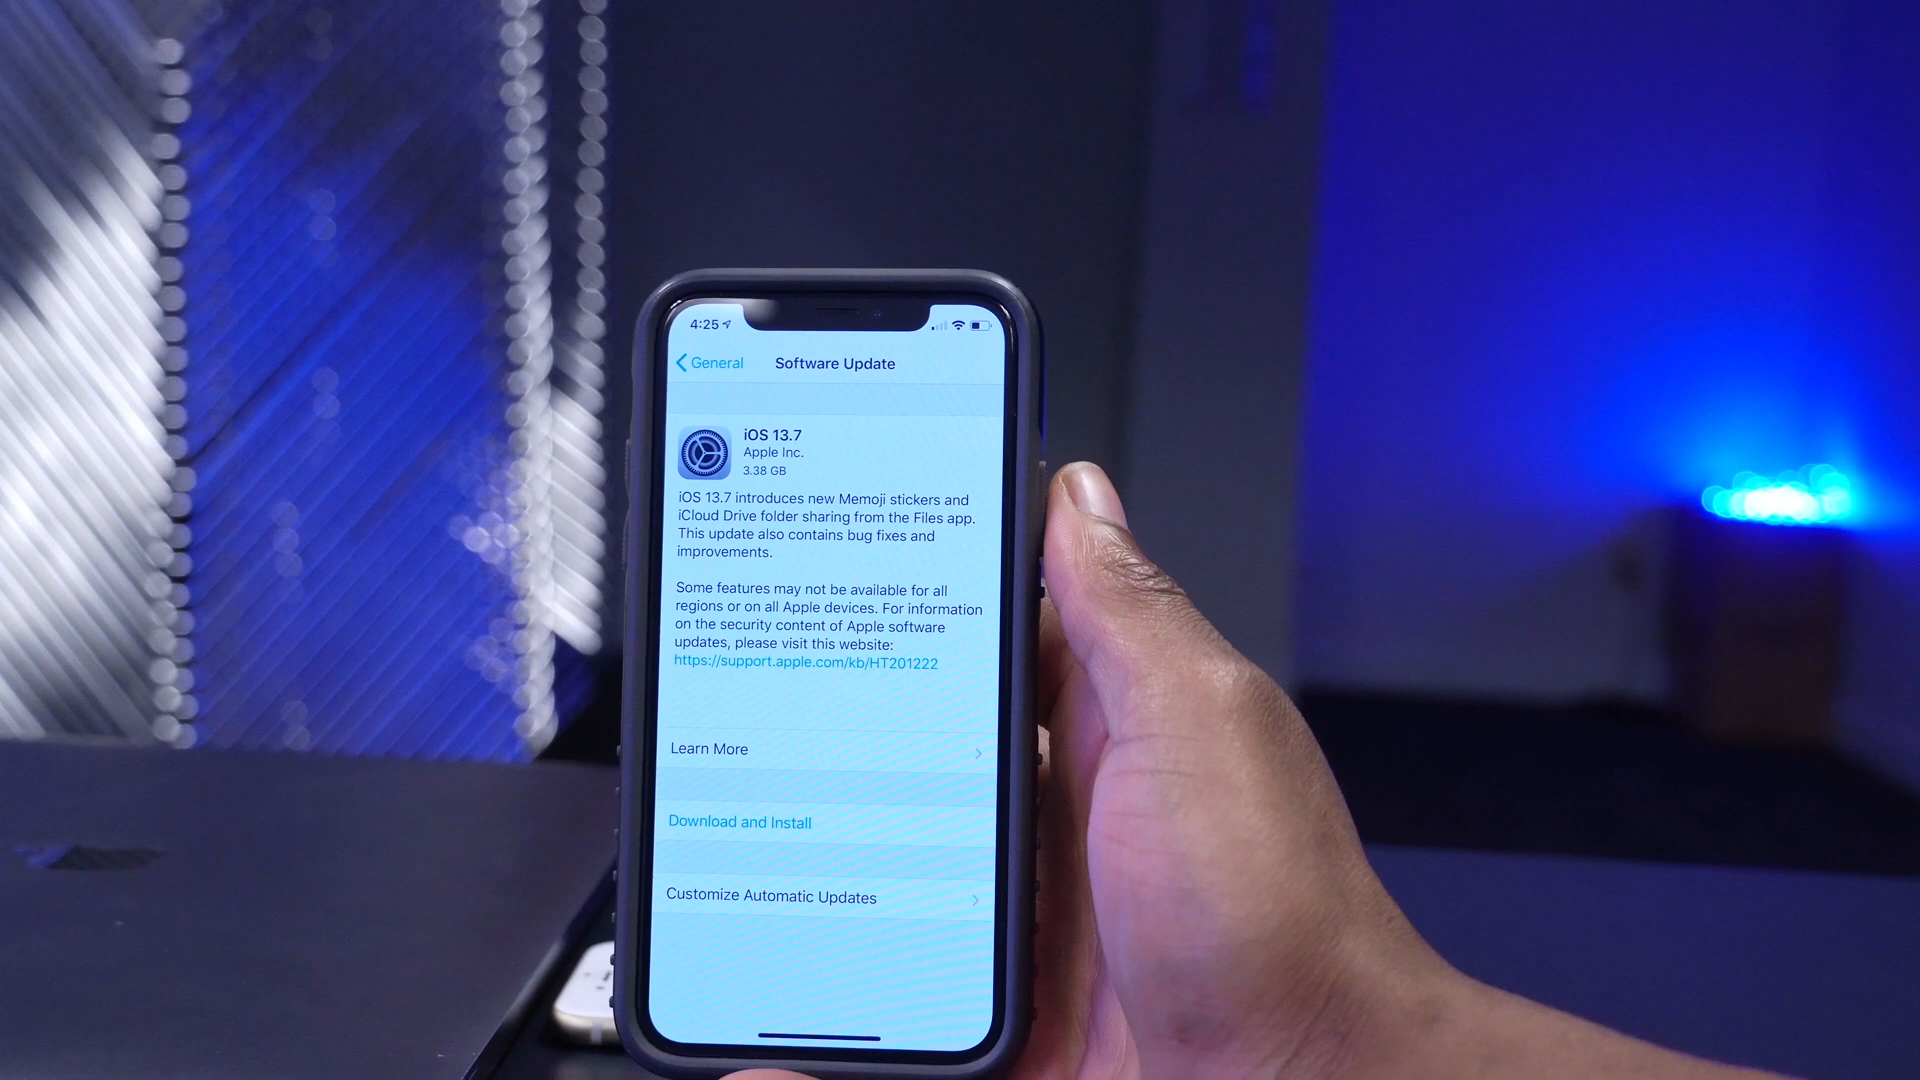 4:25
General
Software Update
iOS 13.7
Apple Inc.
3.38 GB
iOS 13.7 introduces new Memoji stickers and
iCloud Drive folder sharing from the Files app.
This update also contains bug fixes and
improvements.
Some features may not be available for all
regions or on all Apple devices. For information
on the security content of Apple software
updates, please visit this website:
https://support.apple.com/kb/HT201222
Learn More
Download and Install
Customize Automatic Updates